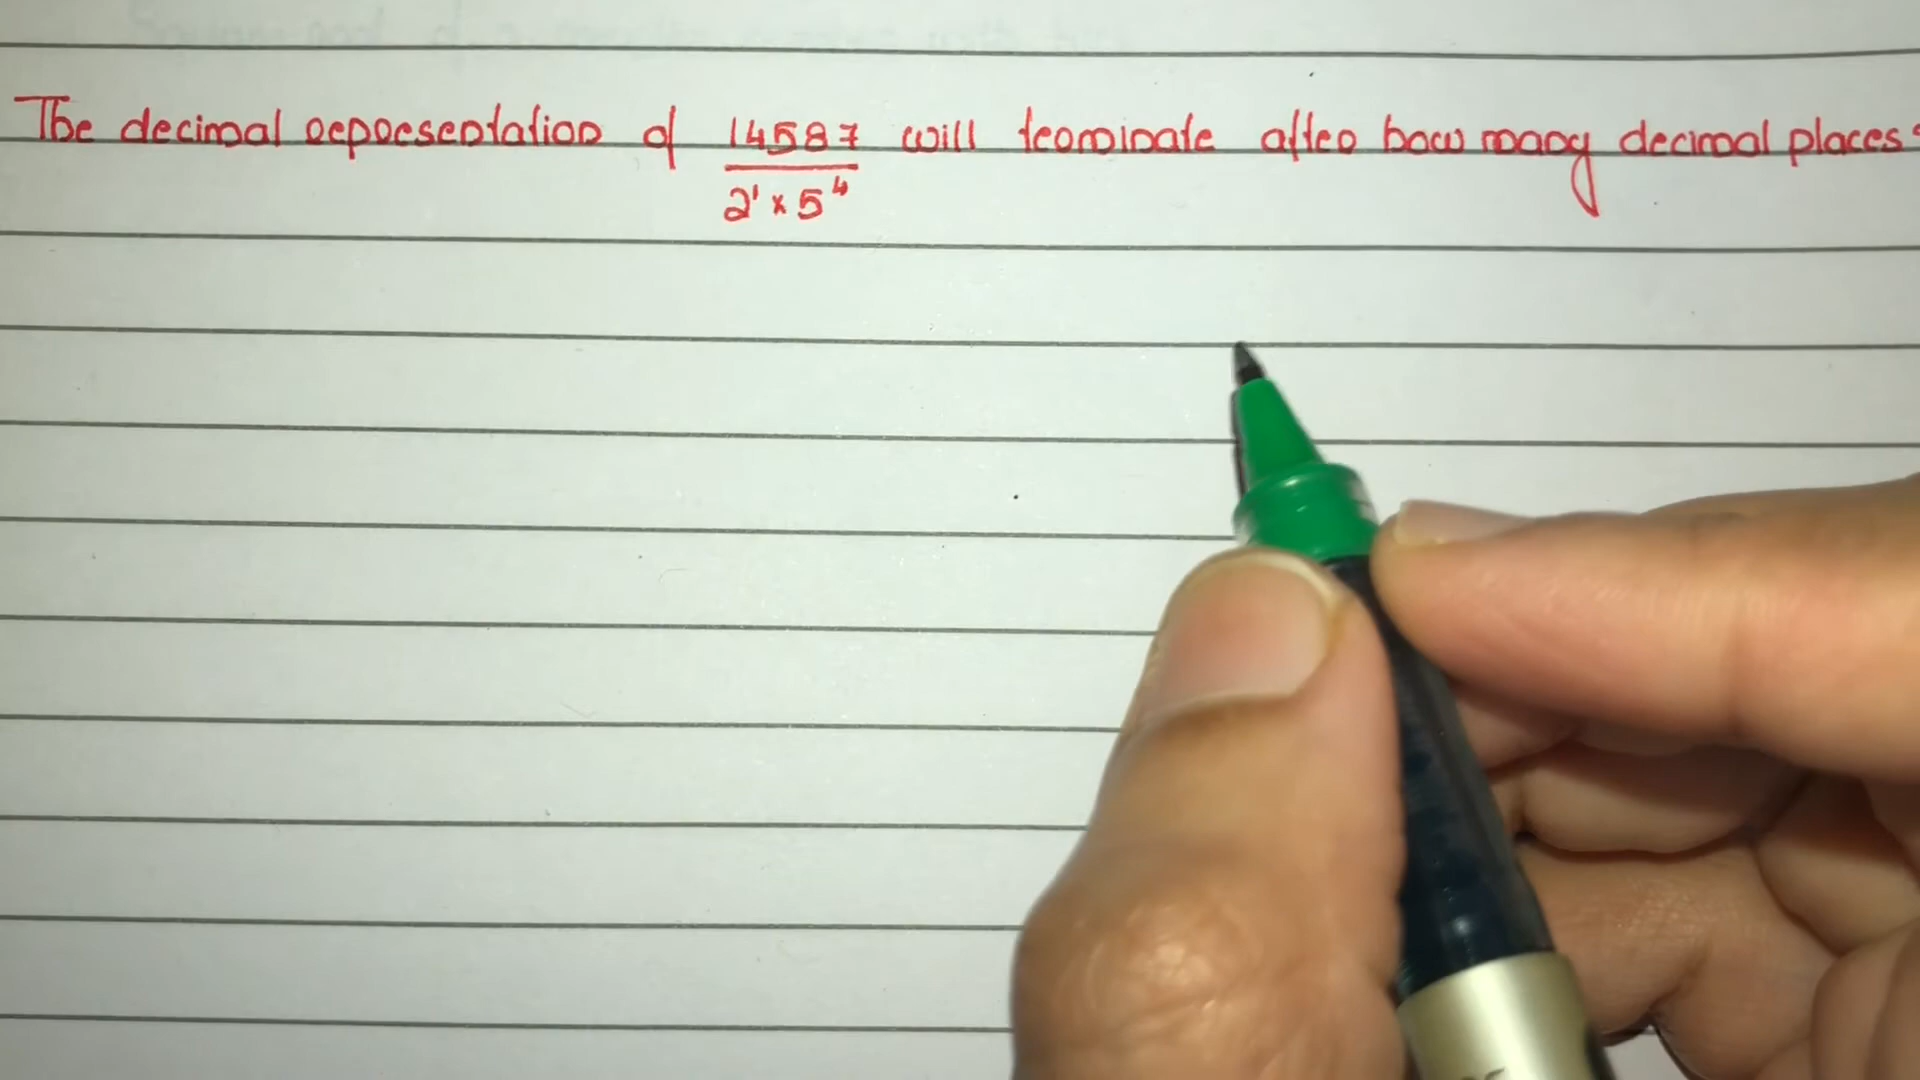 The decimal representation of 14587 will terminate after how many decimal places?
2¹ × 5⁴